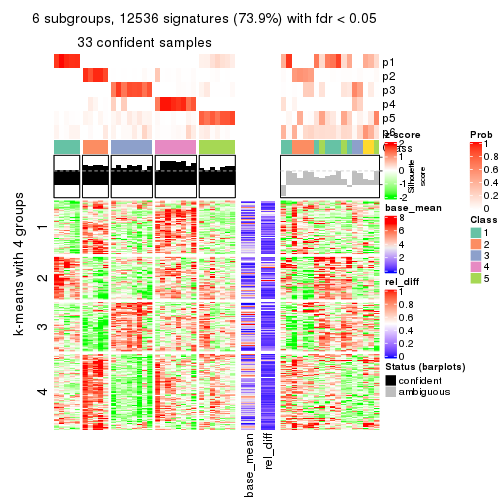 6 subgroups, 12536 signatures (73.9%) with fdr < 0.05
33 confident samples
p1
p2
p3
p4
p5
p6
Class
Silhouette
score
z-score
2
1
0
-1
-2
Prob
1
0.8
0.6
0.4
0.2
0
base_mean
8
6
4
2
0
Class
1
2
3
4
5
rel_diff
1
0.8
0.6
0.4
0.2
0
Status (barplots)
confident
ambiguous
k-means with 4 groups
1
2
3
4
base_mean
rel_diff